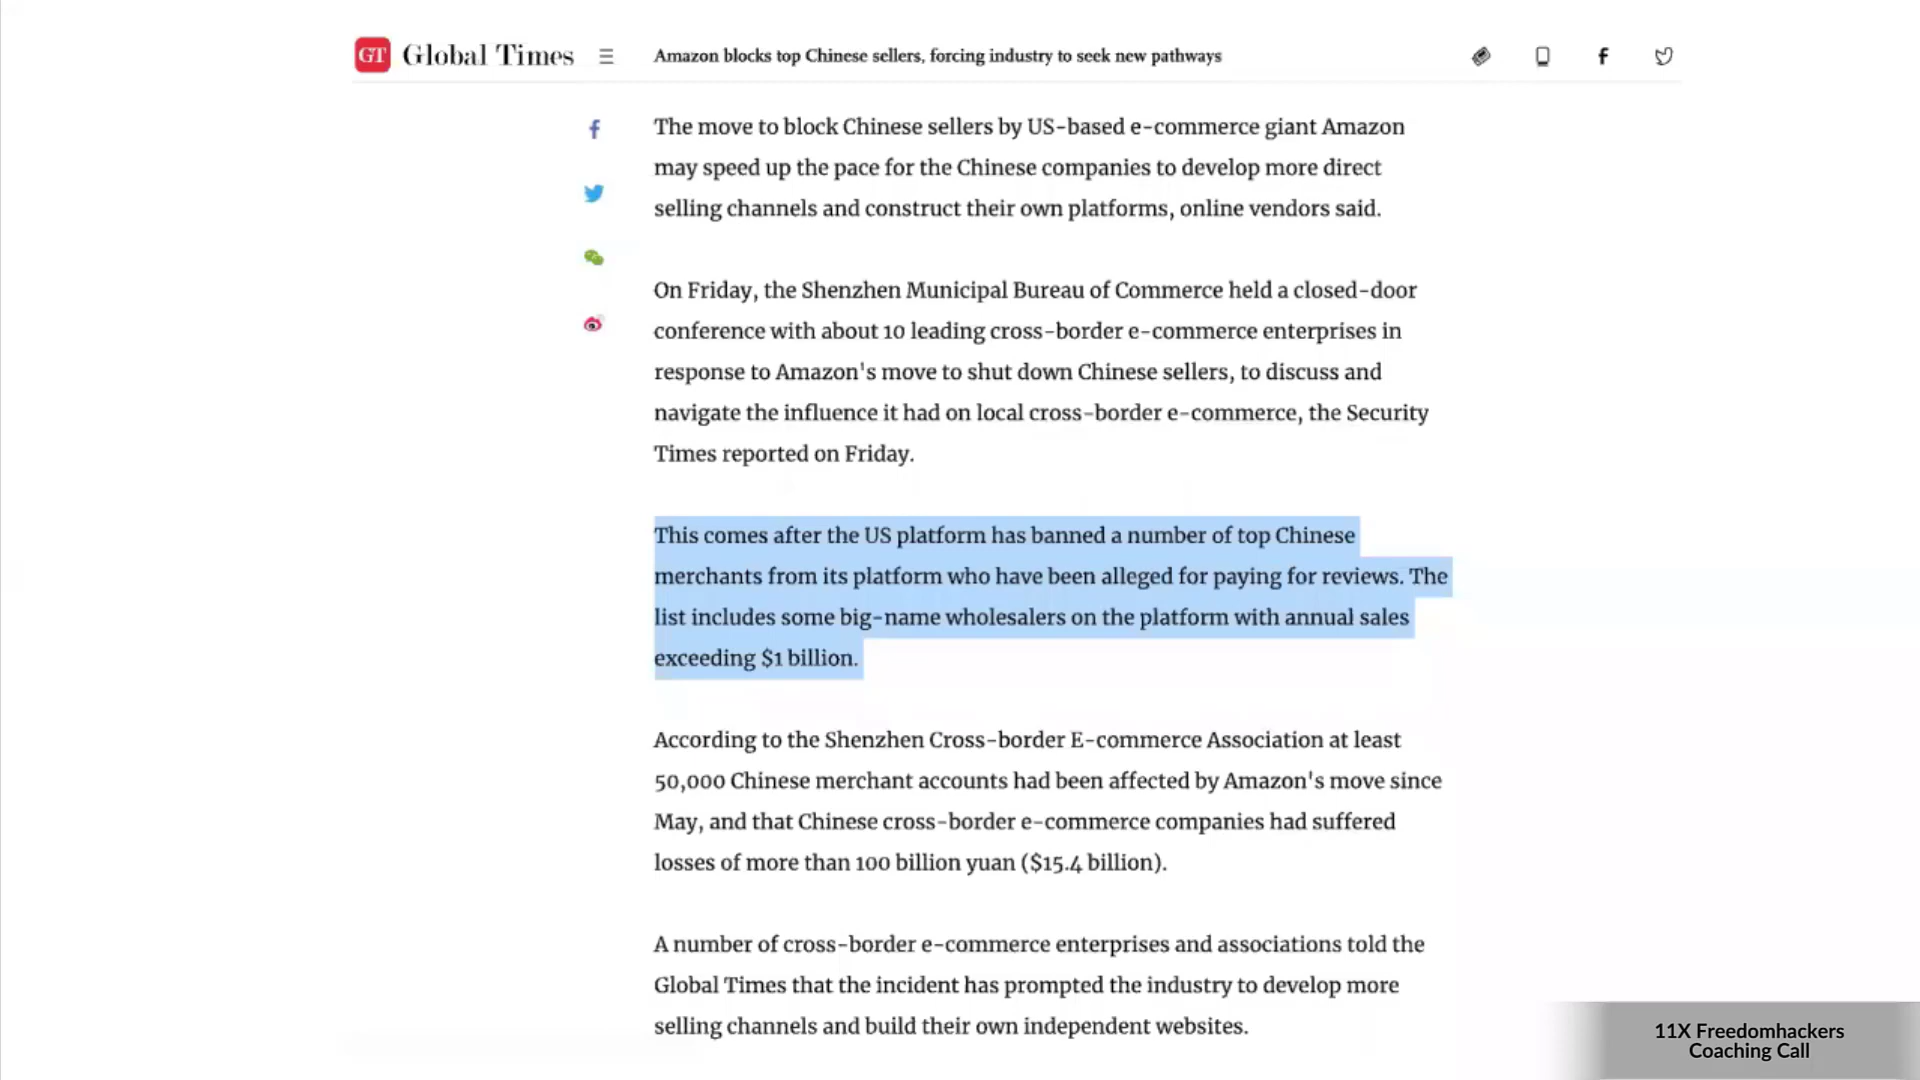 GT Global Times
Amazon blocks top Chinese sellers, forcing industry to seek new pathways
The move to block Chinese sellers by US-based e-commerce giant Amazon
may speed up the pace for the Chinese companies to develop more direct
selling channels and construct their own platforms, online vendors said.
On Friday, the Shenzhen Municipal Bureau of Commerce held a closed-door
conference with about 10 leading cross-border e-commerce enterprises in
response to Amazon's move to shut down Chinese sellers, to discuss and
navigate the influence it had on local cross-border e-commerce, the Security
Times reported on Friday.
This comes after the US platform has banned a number of top Chinese
merchants from its platform who have been alleged for paying for reviews. The
list includes some big-name wholesalers on the platform with annual sales
exceeding $1 billion.
According to the Shenzhen Cross-border E-commerce Association at least
50,000 Chinese merchant accounts had been affected by Amazon's move since
May, and that Chinese cross-border e-commerce companies had suffered
losses of more than 100 billion yuan ($15.4 billion).
A number of cross-border e-commerce enterprises and associations told the
Global Times that the incident has prompted the industry to develop more
selling channels and build their own independent websites.
11X Freedomhackers
Coaching Call